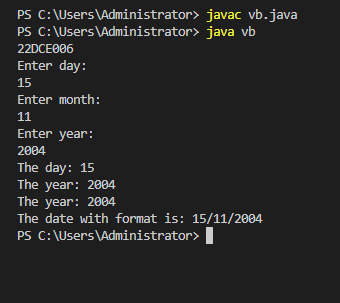 PS C:\Users\Administrator> javac vb.java
PS C:\Users\Administrator> java vb
22DCE006
Enter day:
15
Enter month:
11
Enter year:
2004
The day: 15
The year: 2004
The year: 2004
The date with format is: 15/11/2004
PS C:\Users\Administrator>